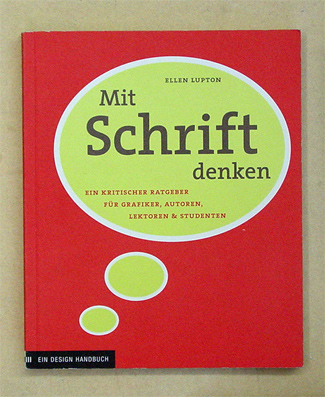 ELLEN LUPTON
Mit
Schrift
denken
EIN KRITISCHER RATGEBER
FÜR GRAFIKER, AUTOREN,
LEKTOREN & STUDENTEN
EIN DESIGN HANDBUCH